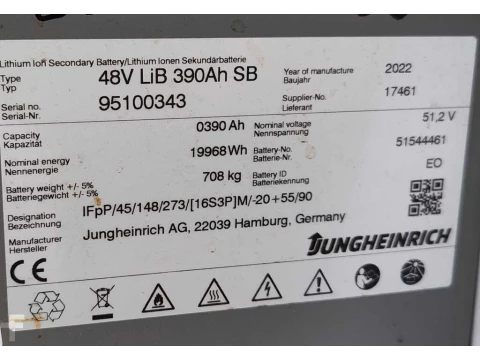 Lithium Ion Secondary Battery/Lithium Ionen Sekundärbatterie
Type 48V LiB 390Ah SB Year of manufacture 2022
Typ Baujahr
Serial no. 95100343 Supplier-No. 17461
Serial-Nr. Lieferant
Capacity 0390 Ah Nominal voltage 51,2 V
Kapazität Nennspannung
Nominal energy 19968Wh Battery-No. 51544461
Nennenergie Batterie-Nr.
Battery weight +/- 5% 708 kg Battery ID EO
Batteriegewicht +/- 5% Batteriekennung
Designation IFpP/45/148/273/[16S3P]M/-20+55/90
Bezeichnung
Manufacturer Jungheinrich AG, 22039 Hamburg, Germany
Hersteller
JUNGHEINRICH
CE